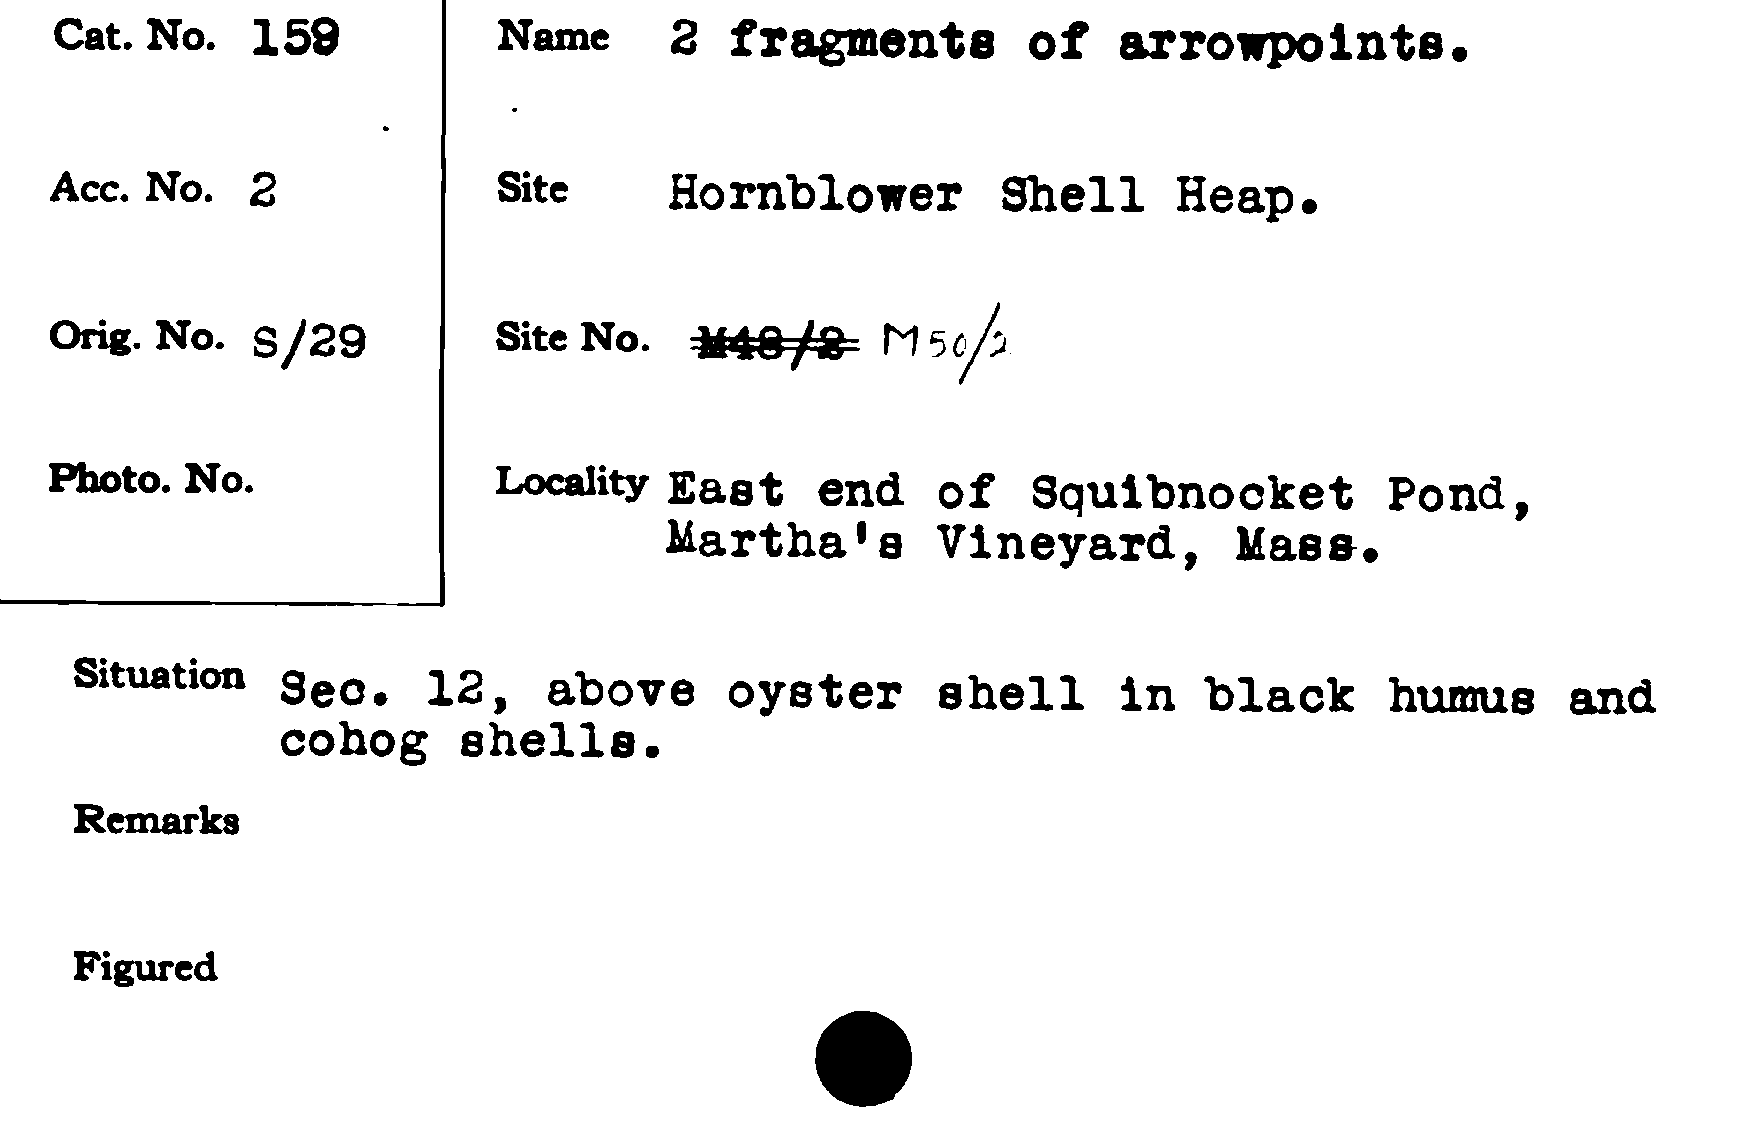 Cat. No. 159
Name 2 fragments of arrowpoints.
Acc. No. 2
Site Hornblower Shell Heap.
Orig. No. S/29
Site No. M48/2 M50/2
Photo. No.
Locality East end of Squibnocket Pond,
Martha's Vineyard, Mass.
Situation Sec. 12, above oyster shell in black humus and
cohog shells.
Remarks
Figured